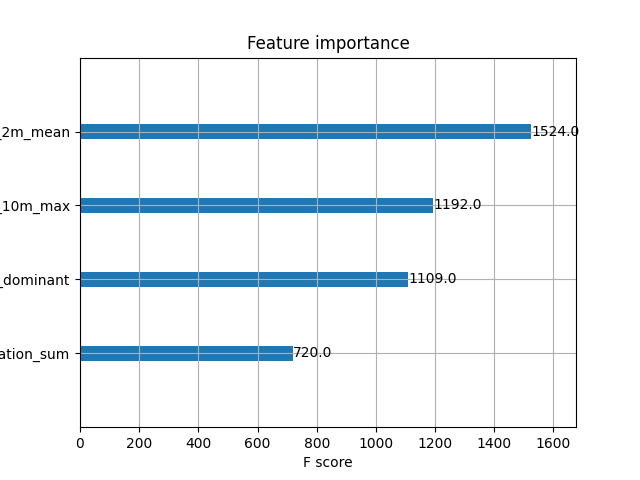 Feature importance
_2m_mean
1524.0
_10m_max
1192.0
_dominant
1109.0
ation_sum
720.0
0 200 400 600 800 1000 1200 1400 1600
F score